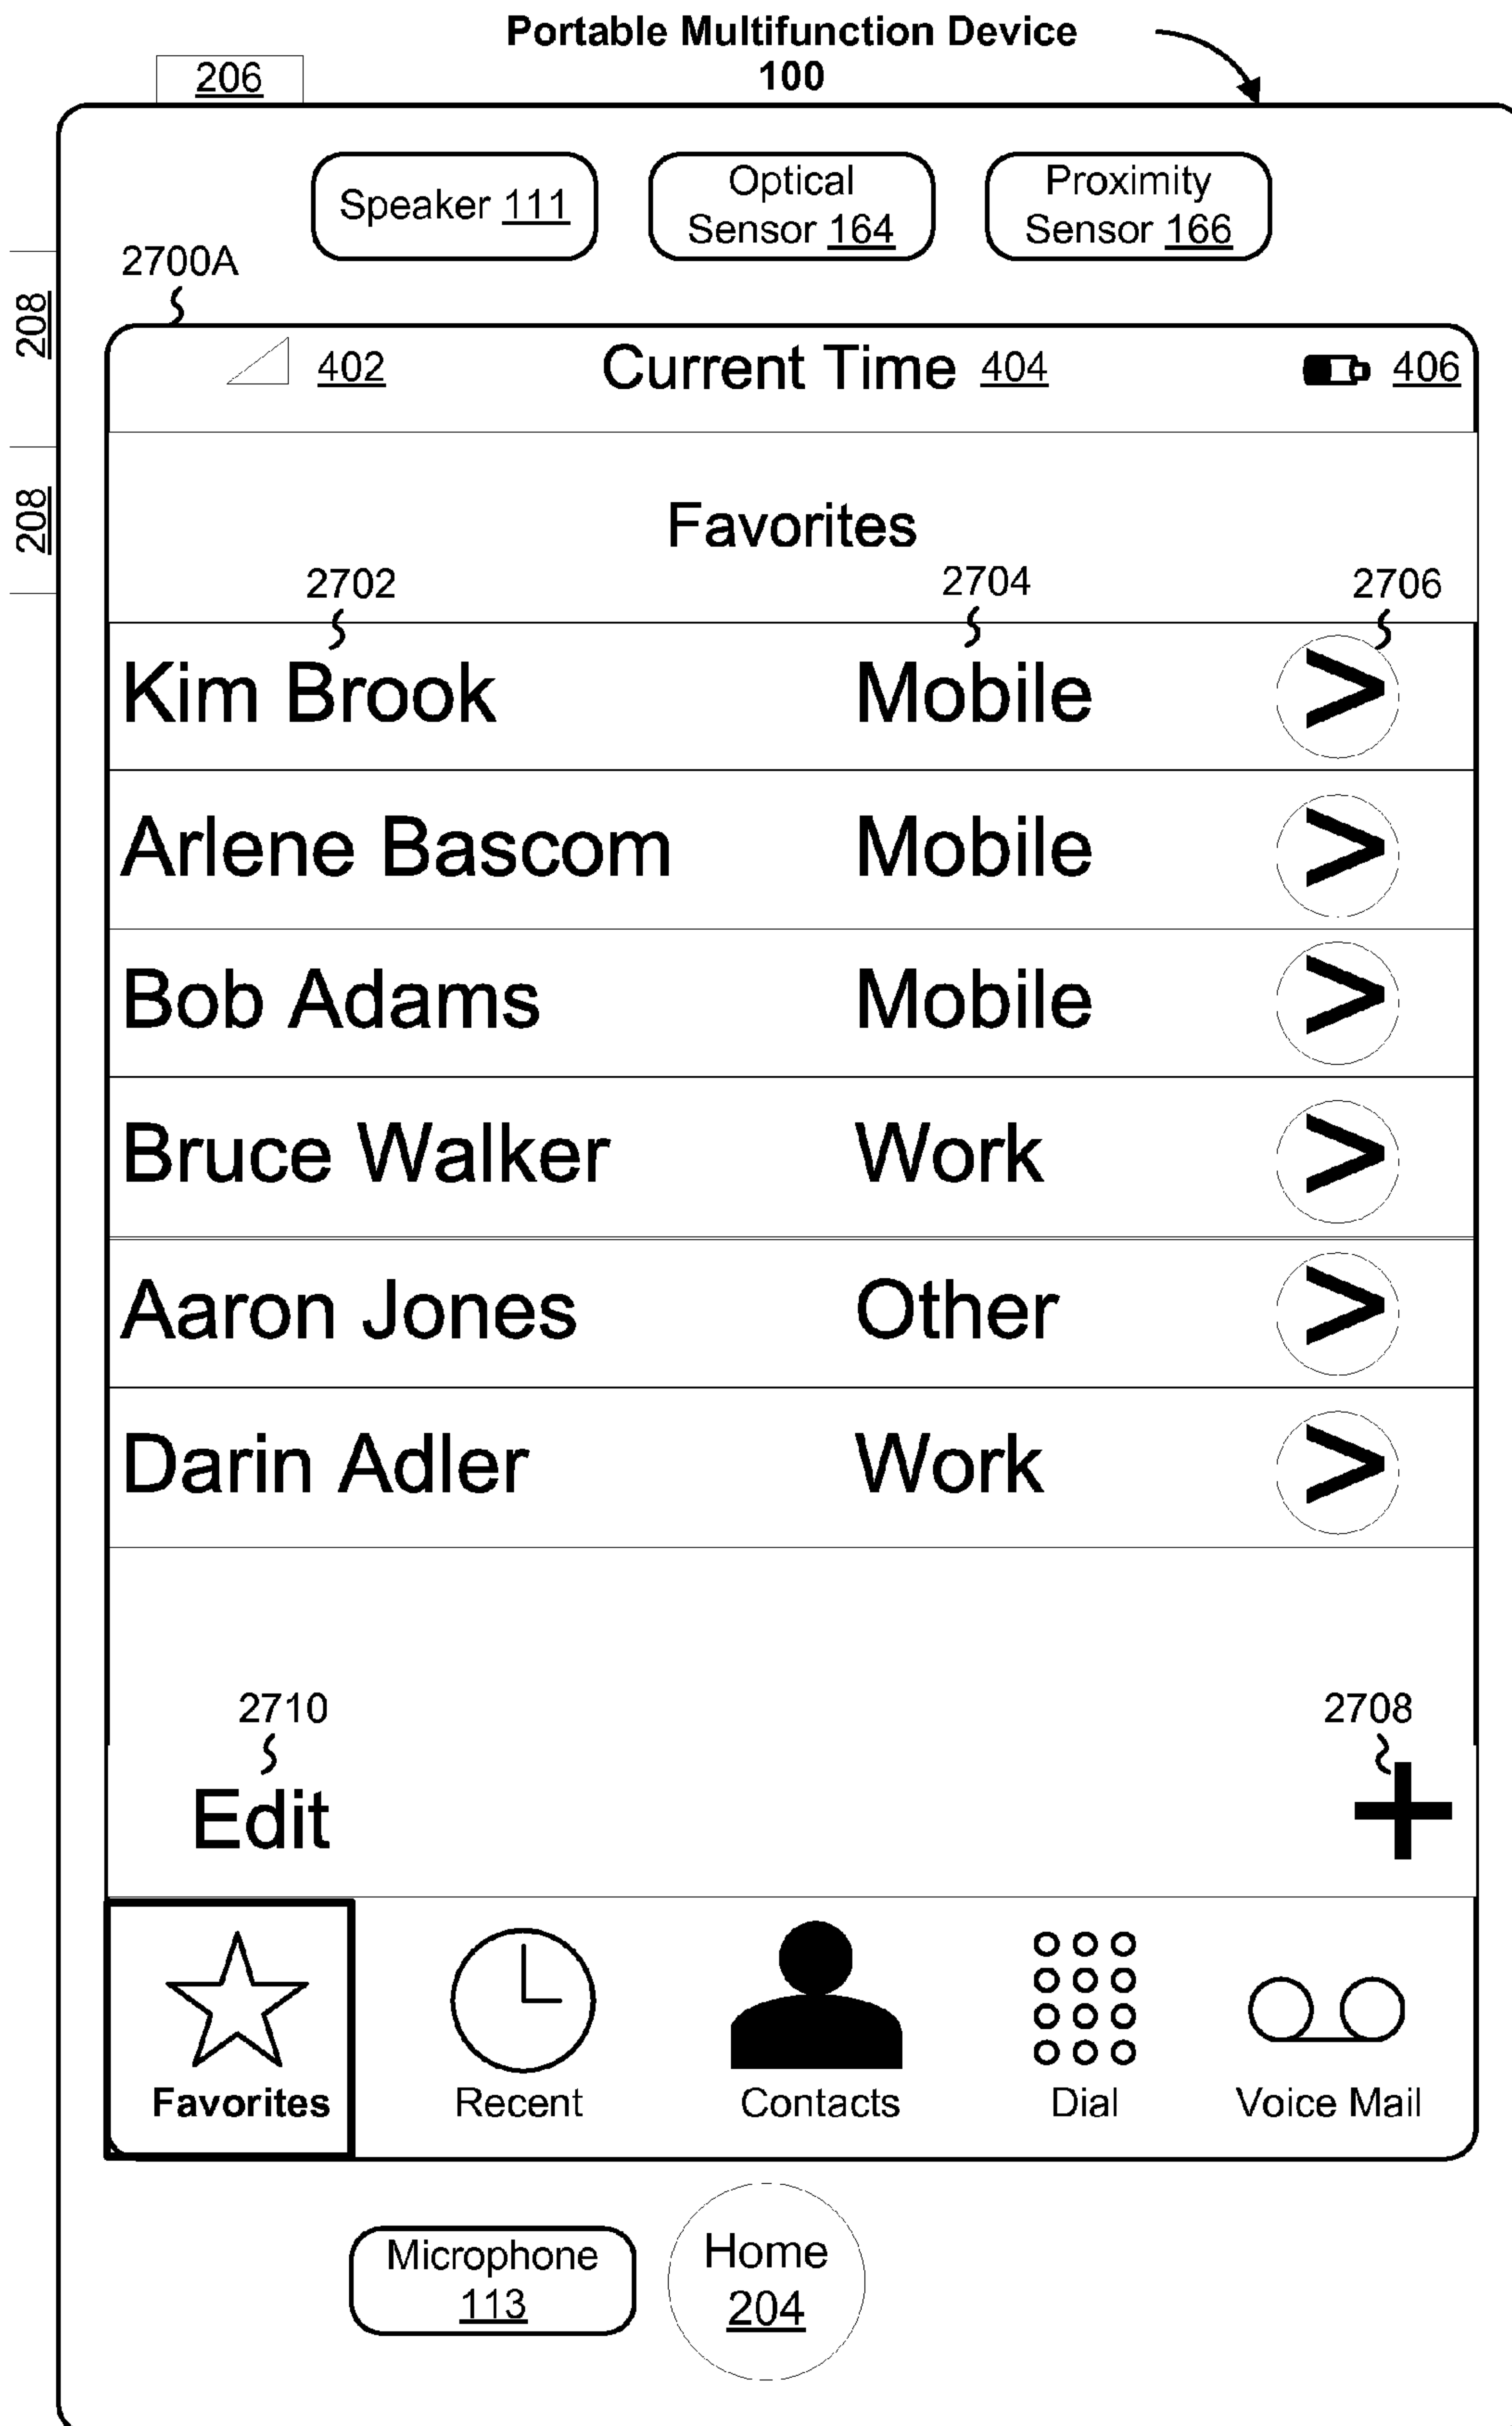 Portable Multifunction Device
100
206
Speaker 111
Optical
Sensor 164
Proximity
Sensor 166
2700A
208
208
402
Current Time 404
406
Favorites
2702
2704
2706
Kim Brook Mobile >
Arlene Bascom Mobile >
Bob Adams Mobile >
Bruce Walker Work >
Aaron Jones Other >
Darin Adler Work >
2710
2708
Edit +
Favorites Recent Contacts Dial Voice Mail
Microphone
113
Home
204